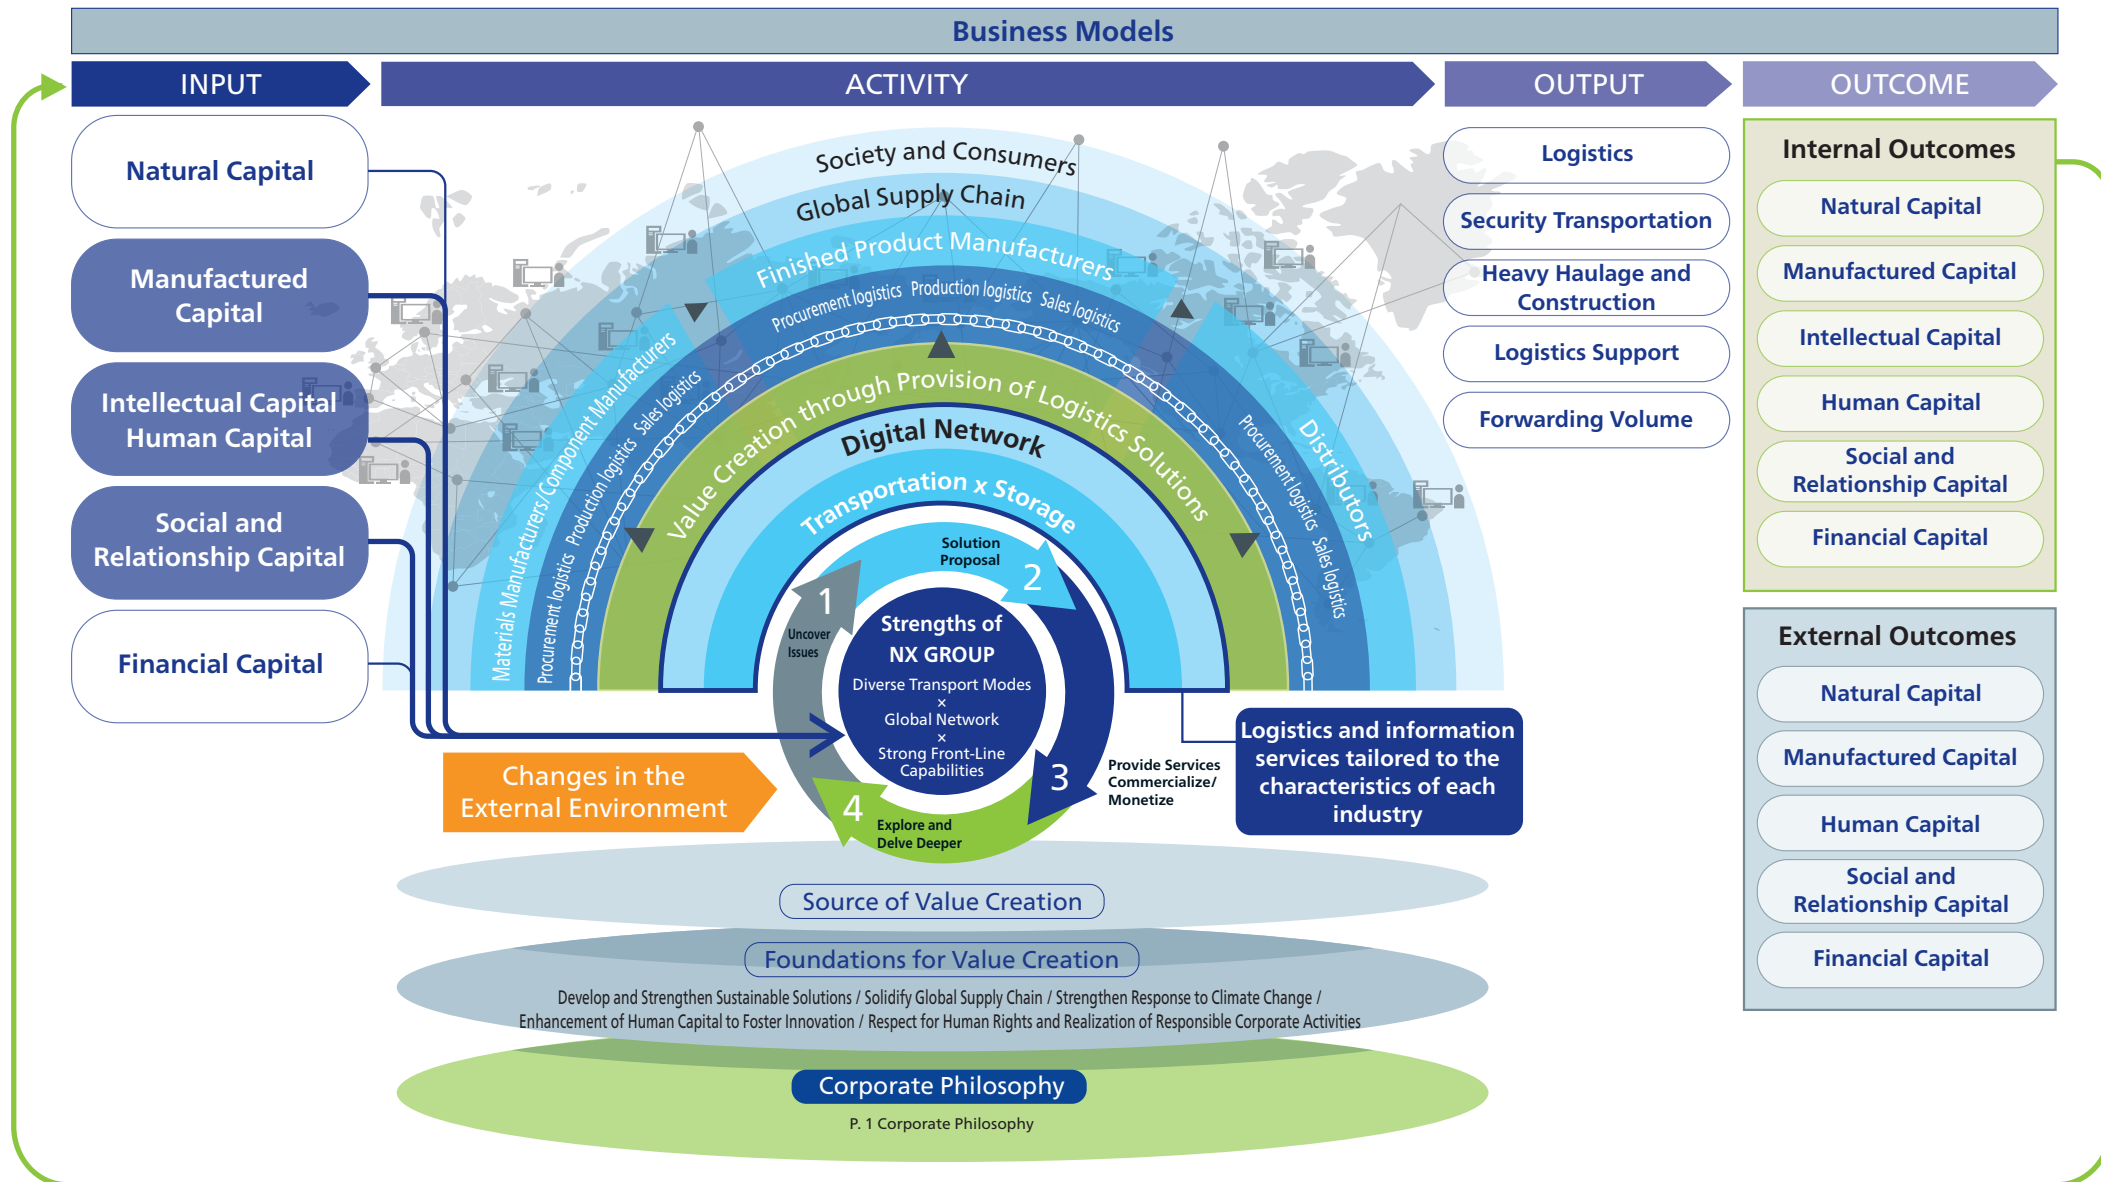 Business Models
INPUT
ACTIVITY
OUTPUT
OUTCOME
Natural Capital
Manufactured
Capital
Intellectual Capital
Human Capital
Social and
Relationship Capital
Financial Capital
Society and Consumers
Global Supply Chain
Finished Product Manufacturers
Procurement logistics Production logistics Sales logistics
Materials Manufacturers/Component Manufacturers
Procurement logistics Production logistics Sales logistics
Distributors
Procurement logistics Sales logistics
Value Creation through Provision of Logistics Solutions
Digital Network
Transportation x Storage
1
Uncover
Issues
Solution
Proposal
2
3
Provide Services
Commercialize/
Monetize
4
Explore and
Delve Deeper
Strengths of
NX GROUP
Diverse Transport Modes
×
Global Network
×
Strong Front-Line
Capabilities
Changes in the
External Environment
Logistics and information
services tailored to the
characteristics of each
industry
Source of Value Creation
Foundations for Value Creation
Develop and Strengthen Sustainable Solutions / Solidify Global Supply Chain / Strengthen Response to Climate Change /
Enhancement of Human Capital to Foster Innovation / Respect for Human Rights and Realization of Responsible Corporate Activities
Corporate Philosophy
P. 1 Corporate Philosophy
Logistics
Security Transportation
Heavy Haulage and
Construction
Logistics Support
Forwarding Volume
Internal Outcomes
Natural Capital
Manufactured Capital
Intellectual Capital
Human Capital
Social and
Relationship Capital
Financial Capital
External Outcomes
Natural Capital
Manufactured Capital
Human Capital
Social and
Relationship Capital
Financial Capital